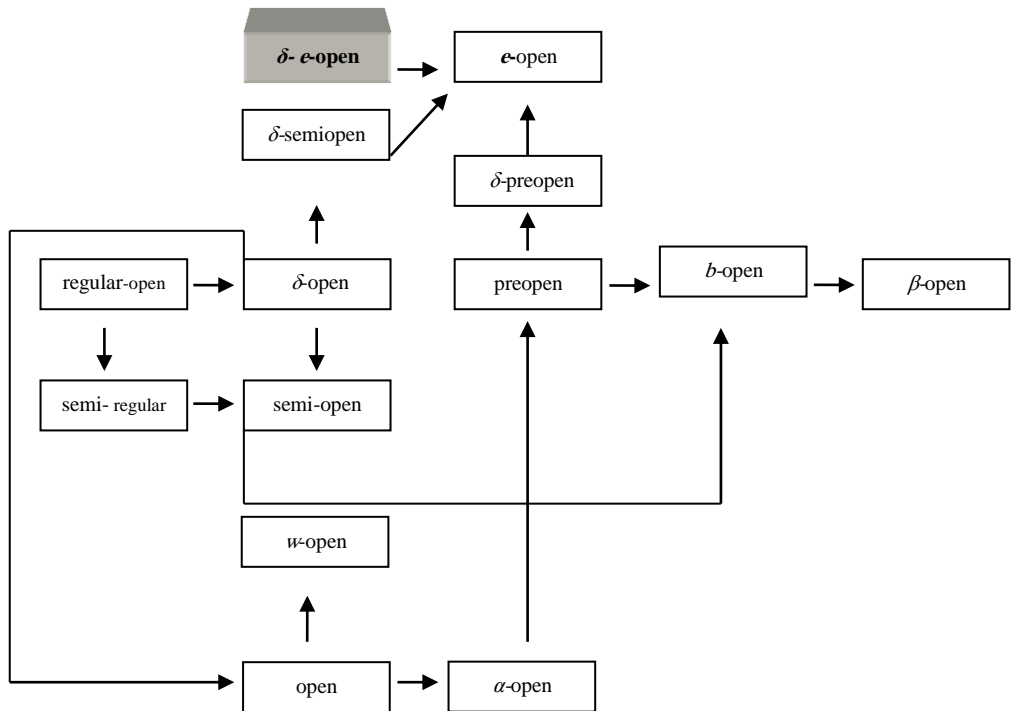 δ- e-open
e-open
δ-semiopen
δ-preopen
regular-open
δ-open
preopen
b-open
β-open
semi- regular
semi-open
w-open
open
α-open